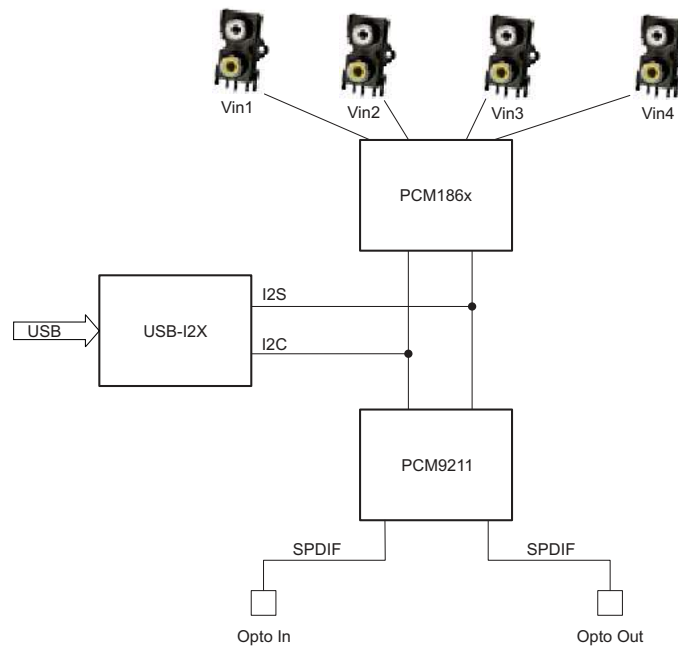 Vin1
Vin2
Vin3
Vin4
PCM186x
I2S
USB
USB-I2X
I2C
PCM9211
SPDIF
SPDIF
Opto In
Opto Out